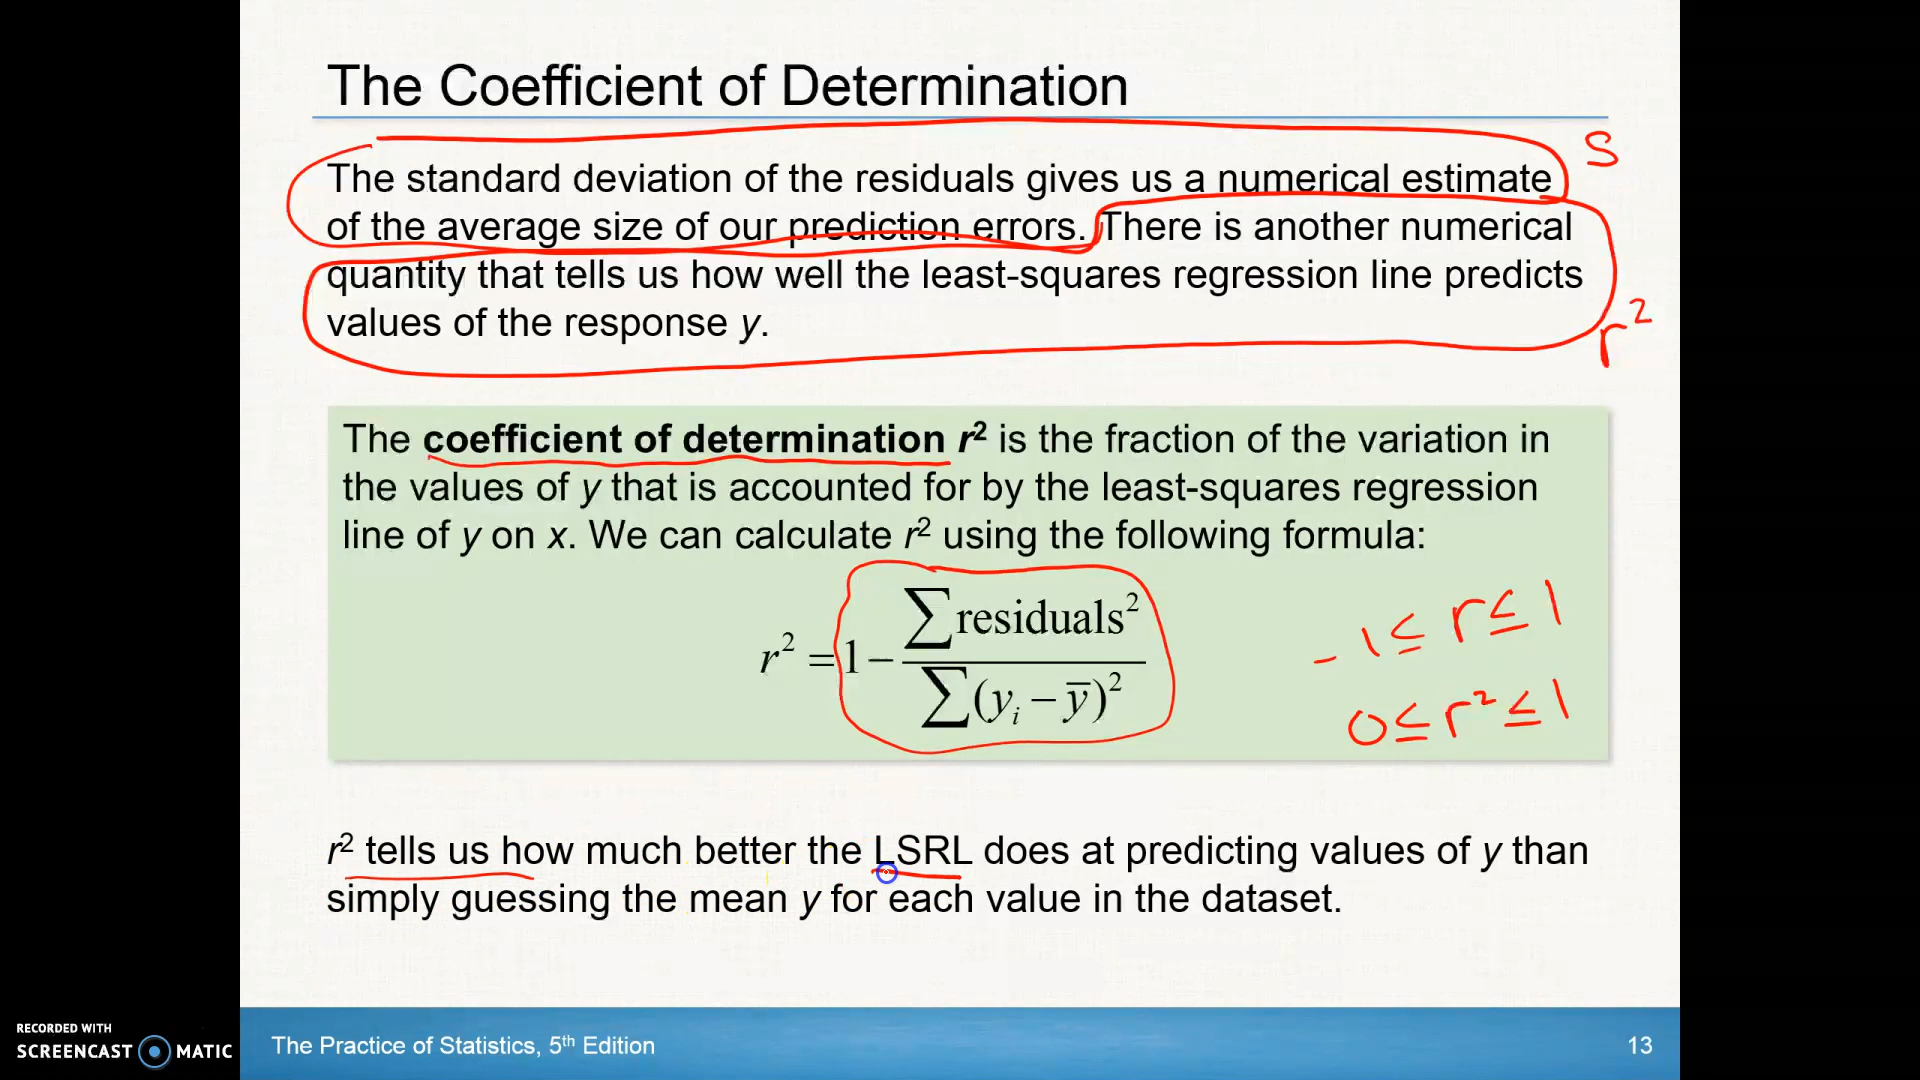 The Coefficient of Determination
The standard deviation of the residuals gives us a numerical estimate
of the average size of our prediction errors. There is another numerical
quantity that tells us how well the least-squares regression line predicts
values of the response y.
s
r²
The coefficient of determination r² is the fraction of the variation in
the values of y that is accounted for by the least-squares regression
line of y on x. We can calculate r² using the following formula:
r² = 1 − ∑residuals² / ∑(yᵢ − ȳ)²
-1 ≤ r ≤ 1
0 ≤ r² ≤ 1
r² tells us how much better the LSRL does at predicting values of y than
simply guessing the mean y for each value in the dataset.
RECORDED WITH
SCREENCAST MATIC
The Practice of Statistics, 5th Edition
13